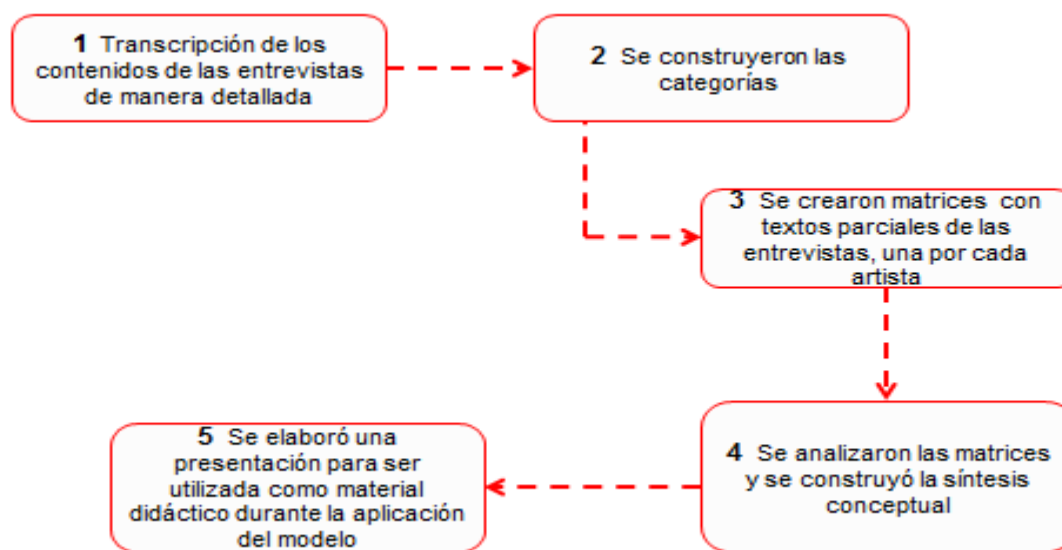 1 Transcripción de los
contenidos de las entrevistas
de manera detallada
2 Se construyeron las
categorías
3 Se crearon matrices con
textos parciales de las
entrevistas, una por cada
artista
4 Se analizaron las matrices
y se construyó la síntesis
conceptual
5 Se elaboró una
presentación para ser
utilizada como material
didáctico durante la aplicación
del modelo